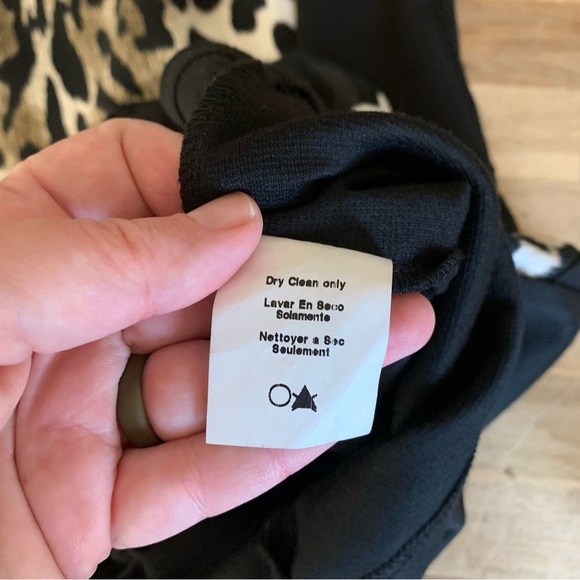 Dry Clean only
Lavar En Seco
Solamente
Nettoyer a Sec
Seulement